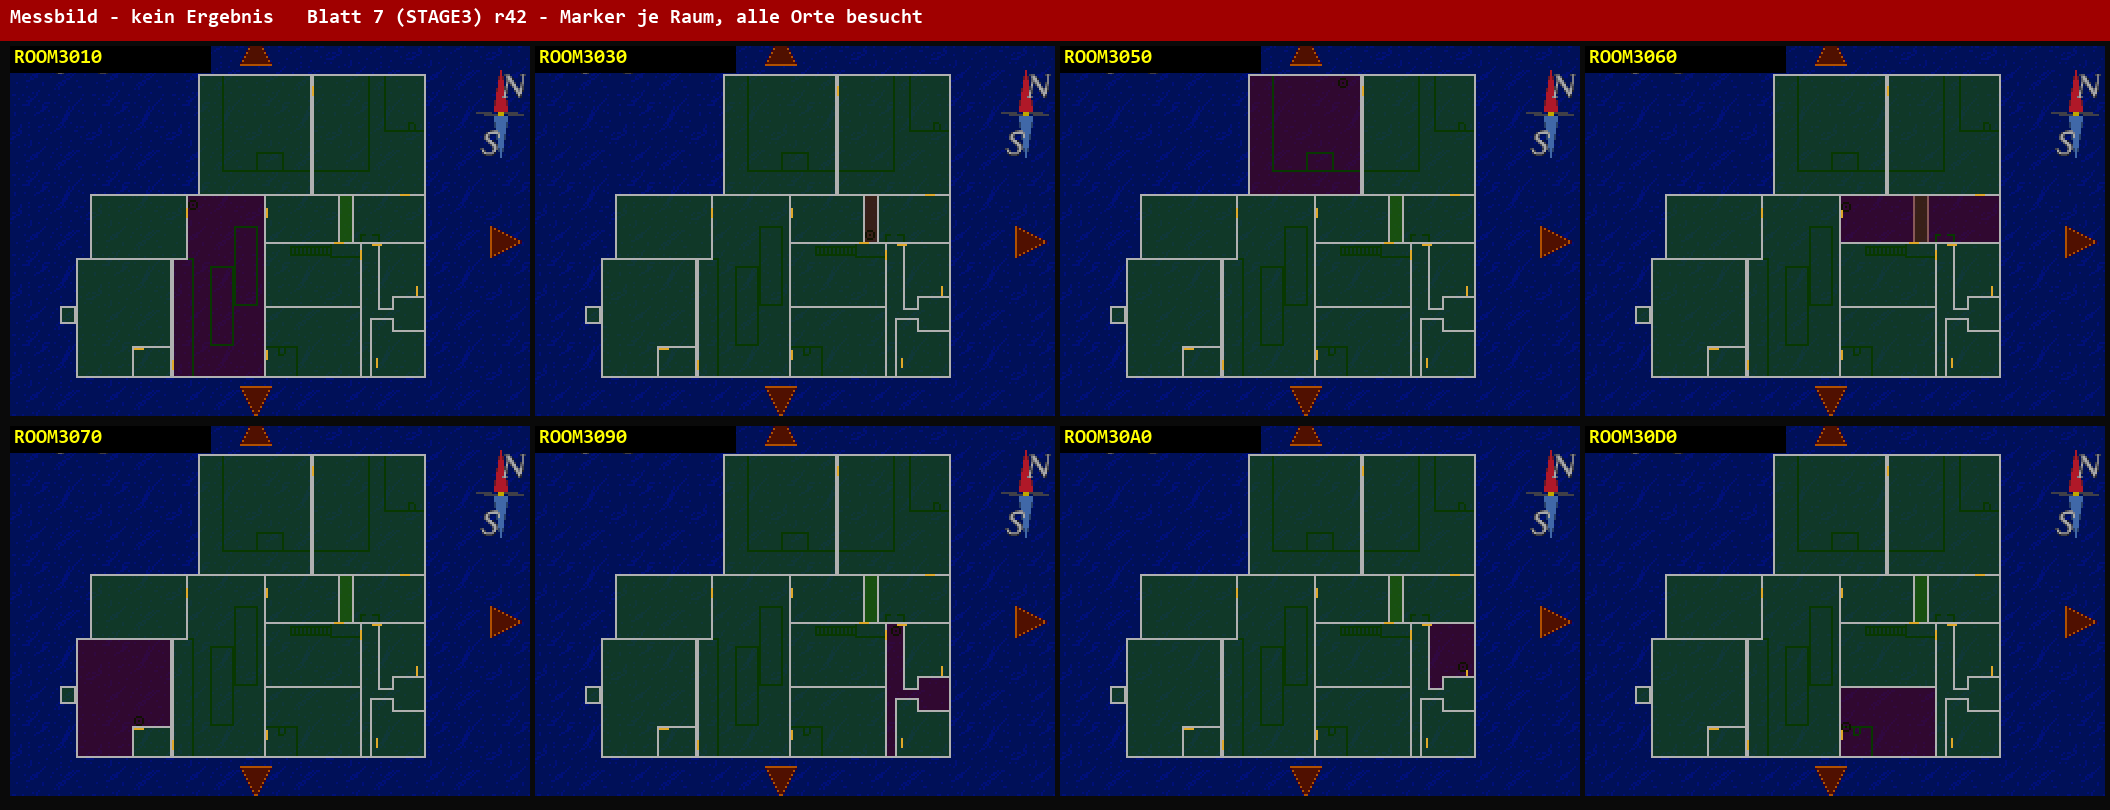 Messbild - kein Ergebnis   Blatt 7 (STAGE3) r42 - Marker je Raum, alle Orte besucht
ROOM3010 ROOM3030 ROOM3050 ROOM3060
N N N N
S S S S
ROOM3070 ROOM3090 ROOM30A0 ROOM30D0
N N N N
S S S S